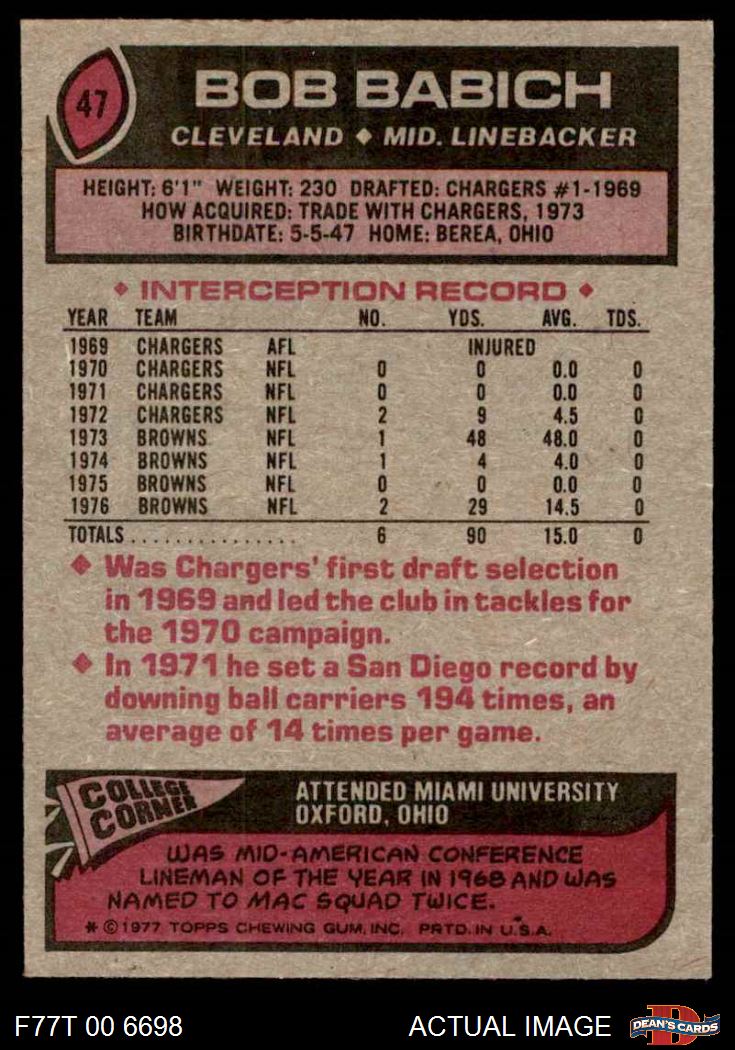 47
BOB BABICH
CLEVELAND ◆ MID. LINEBACKER
HEIGHT: 6'1" WEIGHT: 230 DRAFTED: CHARGERS #1-1969
HOW ACQUIRED: TRADE WITH CHARGERS, 1973
BIRTHDATE: 5-5-47 HOME: BEREA, OHIO
◆ INTERCEPTION RECORD ◆
YEAR TEAM NO. YDS. AVG. TDS.
1969 CHARGERS AFL INJURED
1970 CHARGERS NFL 0 0 0.0 0
1971 CHARGERS NFL 0 0 0.0 0
1972 CHARGERS NFL 2 9 4.5 0
1973 BROWNS NFL 1 48 48.0 0
1974 BROWNS NFL 1 4 4.0 0
1975 BROWNS NFL 0 0 0.0 0
1976 BROWNS NFL 2 29 14.5 0
TOTALS ................ 6 90 15.0 0
◆ Was Chargers' first draft selection
in 1969 and led the club in tackles for
the 1970 campaign.
◆ In 1971 he set a San Diego record by
downing ball carriers 194 times, an
average of 14 times per game.
COLLEGE
CORNER
ATTENDED MIAMI UNIVERSITY
OXFORD, OHIO
WAS MID-AMERICAN CONFERENCE
LINEMAN OF THE YEAR IN 1968 AND WAS
NAMED TO MAC SQUAD TWICE.
* © 1977 TOPPS CHEWING GUM, INC. PRTD. IN U.S.A.
F77T 00 6698
ACTUAL IMAGE
D
DEAN'S CARDS